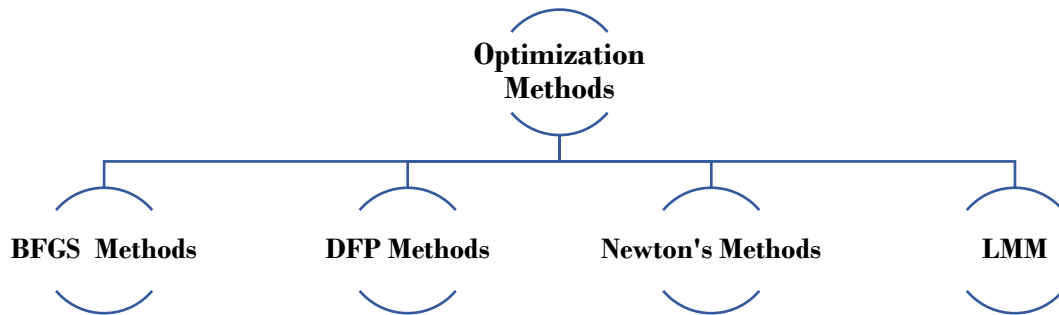 Optimization
Methods
BFGS  Methods
DFP Methods
Newton's Methods
LMM